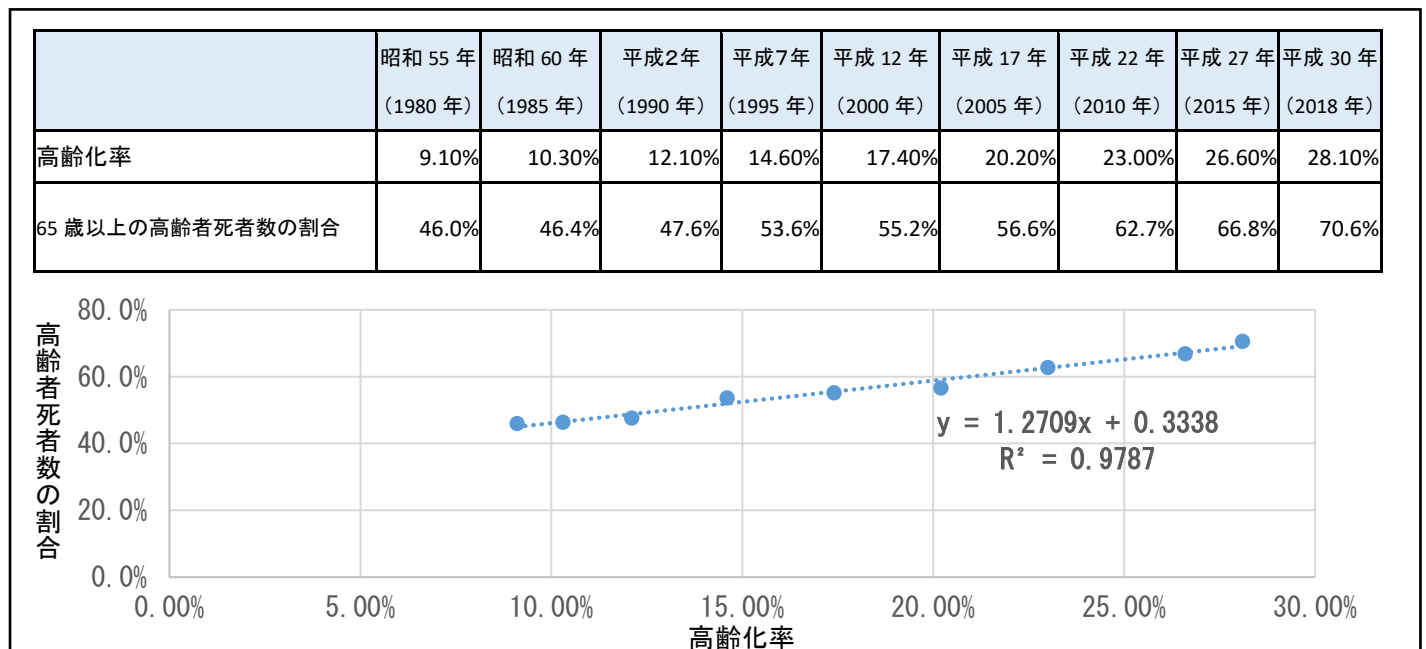 昭和 55 年 昭和 60 年 平成２年 平成７年 平成 12 年 平成 17 年 平成 22 年 平成 27 年 平成 30 年
（1980 年） （1985 年） （1990 年） （1995 年） （2000 年） （2005 年） （2010 年） （2015 年） （2018 年）
高齢化率 9.10% 10.30% 12.10% 14.60% 17.40% 20.20% 23.00% 26.60% 28.10%
65 歳以上の高齢者死者数の割合 46.0% 46.4% 47.6% 53.6% 55.2% 56.6% 62.7% 66.8% 70.6%
高齢者死者数の割合
80.0%
60.0%
40.0%
20.0%
0.0%
y = 1.2709x + 0.3338
R² = 0.9787
0.00% 5.00% 10.00% 15.00% 20.00% 25.00% 30.00%
高齢化率